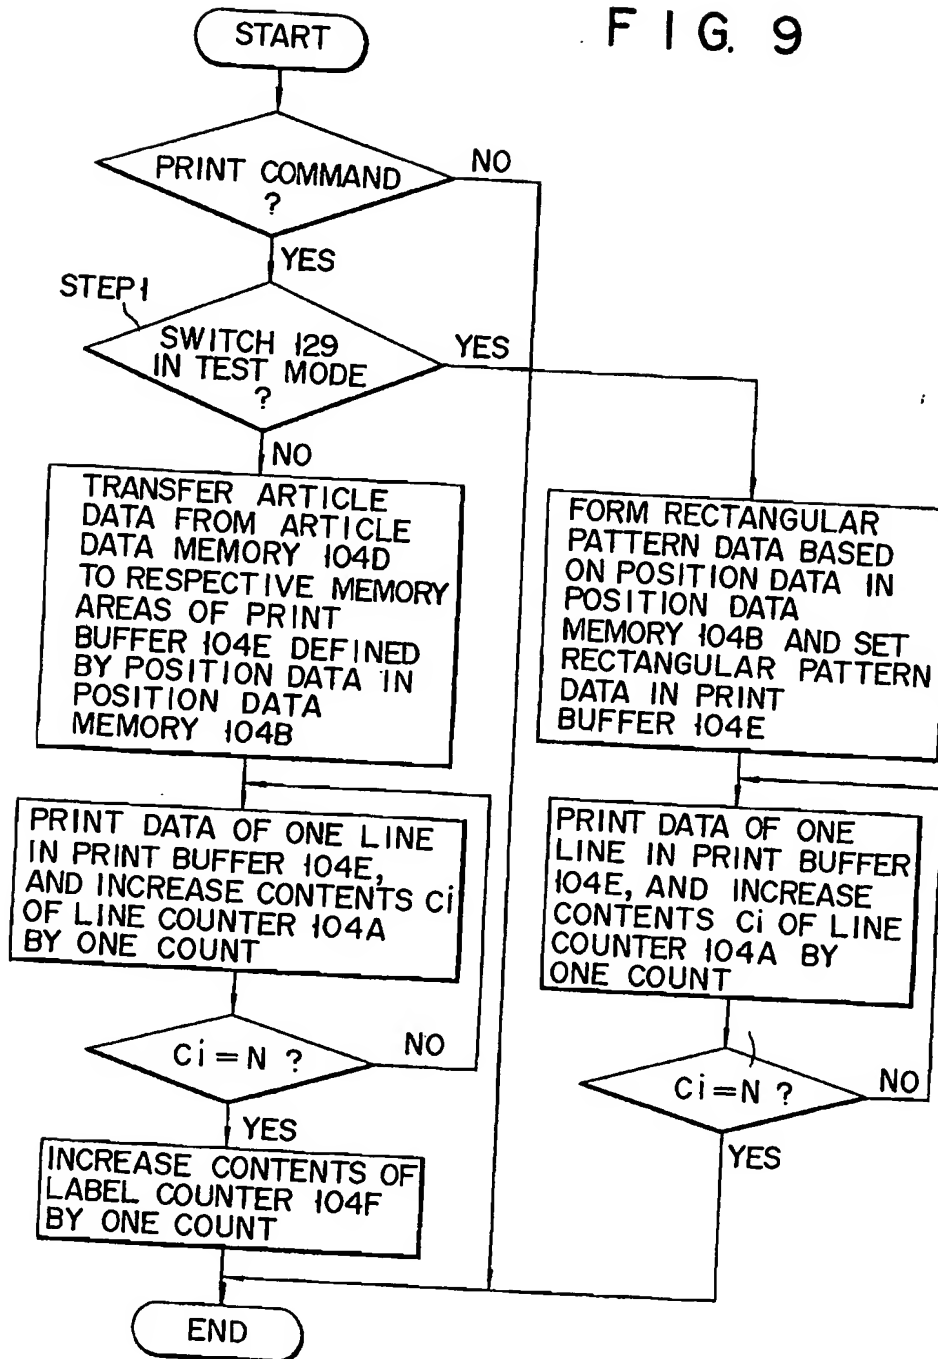 FIG. 9
START
PRINT COMMAND
?
NO
YES
STEP1
SWITCH 129
IN TEST MODE
?
YES
NO
TRANSFER ARTICLE
DATA FROM ARTICLE
DATA MEMORY 104D
TO RESPECTIVE MEMORY
AREAS OF PRINT
BUFFER 104E DEFINED
BY POSITION DATA IN
POSITION DATA
MEMORY 104B
FORM RECTANGULAR
PATTERN DATA BASED
ON POSITION DATA IN
POSITION DATA
MEMORY 104B AND SET
RECTANGULAR PATTERN
DATA IN PRINT
BUFFER 104E
PRINT DATA OF ONE LINE
IN PRINT BUFFER 104E,
AND INCREASE CONTENTS Ci
OF LINE COUNTER 104A
BY ONE COUNT
PRINT DATA OF ONE
LINE IN PRINT BUFFER
104E, AND INCREASE
CONTENTS Ci OF LINE
COUNTER 104A BY
ONE COUNT
Ci=N ?
NO
YES
Ci=N ?
NO
YES
INCREASE CONTENTS OF
LABEL COUNTER 104F
BY ONE COUNT
END